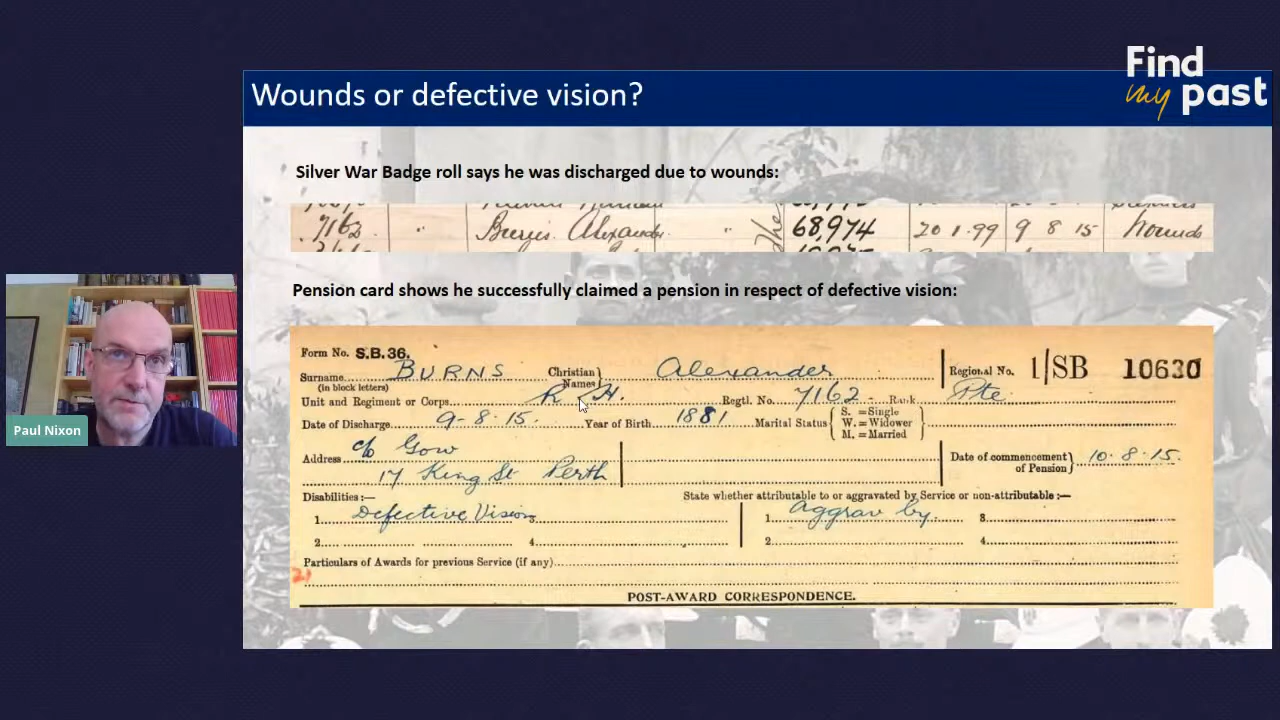 Find
my past
Wounds or defective vision?
Silver War Badge roll says he was discharged due to wounds:
7162 " Burns. Alexander " The 68,974 20 1.99 9 8 15 Wounds
Pension card shows he successfully claimed a pension in respect of defective vision:
Form No. S.B. 36.
Surname BURNS Christian Names Alexander Regional No. 1/SB 10630
(in block letters)
Unit and Regiment or Corps R. H. Regtl. No. 7162 Rank Pte.
Date of Discharge 9-8-15. Year of Birth 1881 Marital Status { S. = Single
W. = Widower
M. = Married
Address c/o Gow
17 King St Perth
Date of commencement of Pension } 10.8.15.
Disabilities :— State whether attributable to or aggravated by Service or non-attributable :—
1. Defective Vision 3. 1. Aggrav by. 3.
2. 4. 2. 4.
Particulars of Awards for previous Service (if any)
21
POST-AWARD CORRESPONDENCE.
Paul Nixon